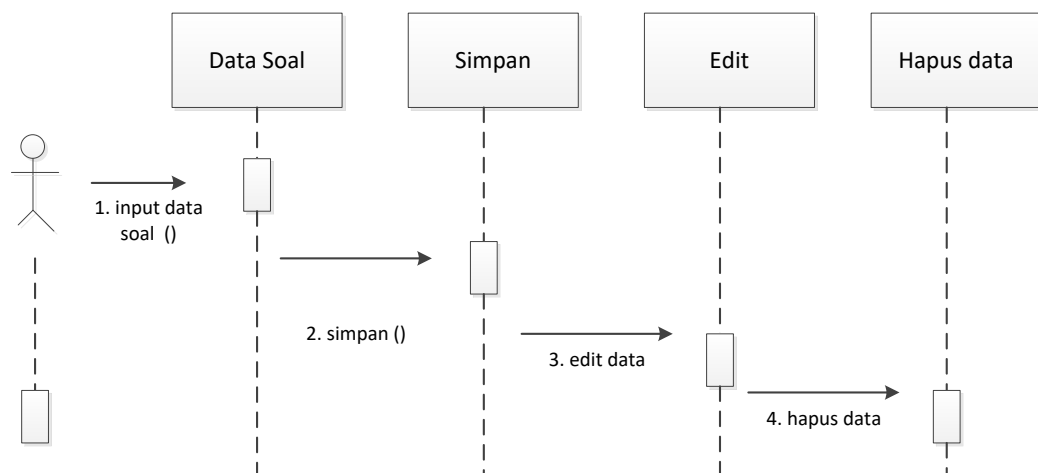 Data Soal
Simpan
Edit
Hapus data
1. input data
soal ()
2. simpan ()
3. edit data
4. hapus data